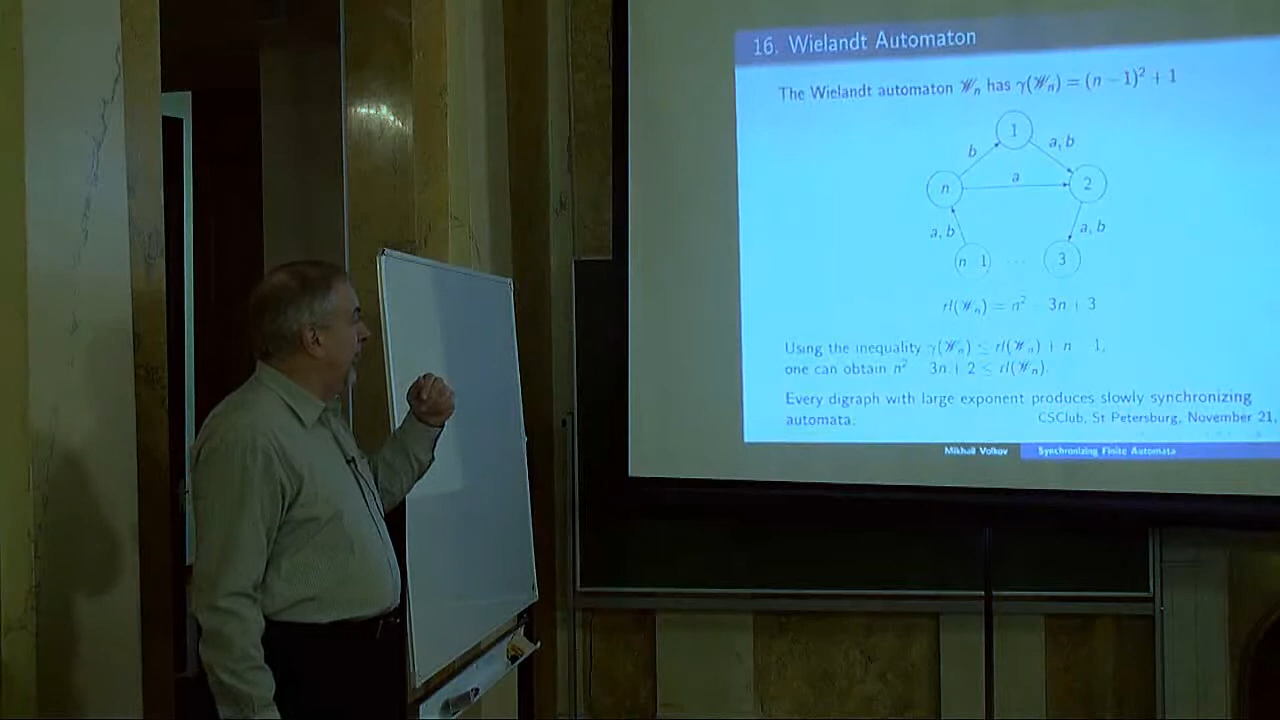 16. Wielandt Automaton
The Wielandt automaton 𝒲ₙ has γ(𝒲ₙ) = (n − 1)² + 1
1
b
a, b
n
a
2
a, b
a, b
n 1
. . .
3
rl(𝒲ₙ) = n² 3n + 3
Using the inequality γ(𝒲ₙ) ≤ rl(𝒲ₙ) + n 1,
one can obtain n² 3n + 2 ≤ rl(𝒲ₙ).
Every digraph with large exponent produces slowly synchronizing
automata.
CSClub, St Petersburg, November 21,
Mikhail Volkov
Synchronizing Finite Automata